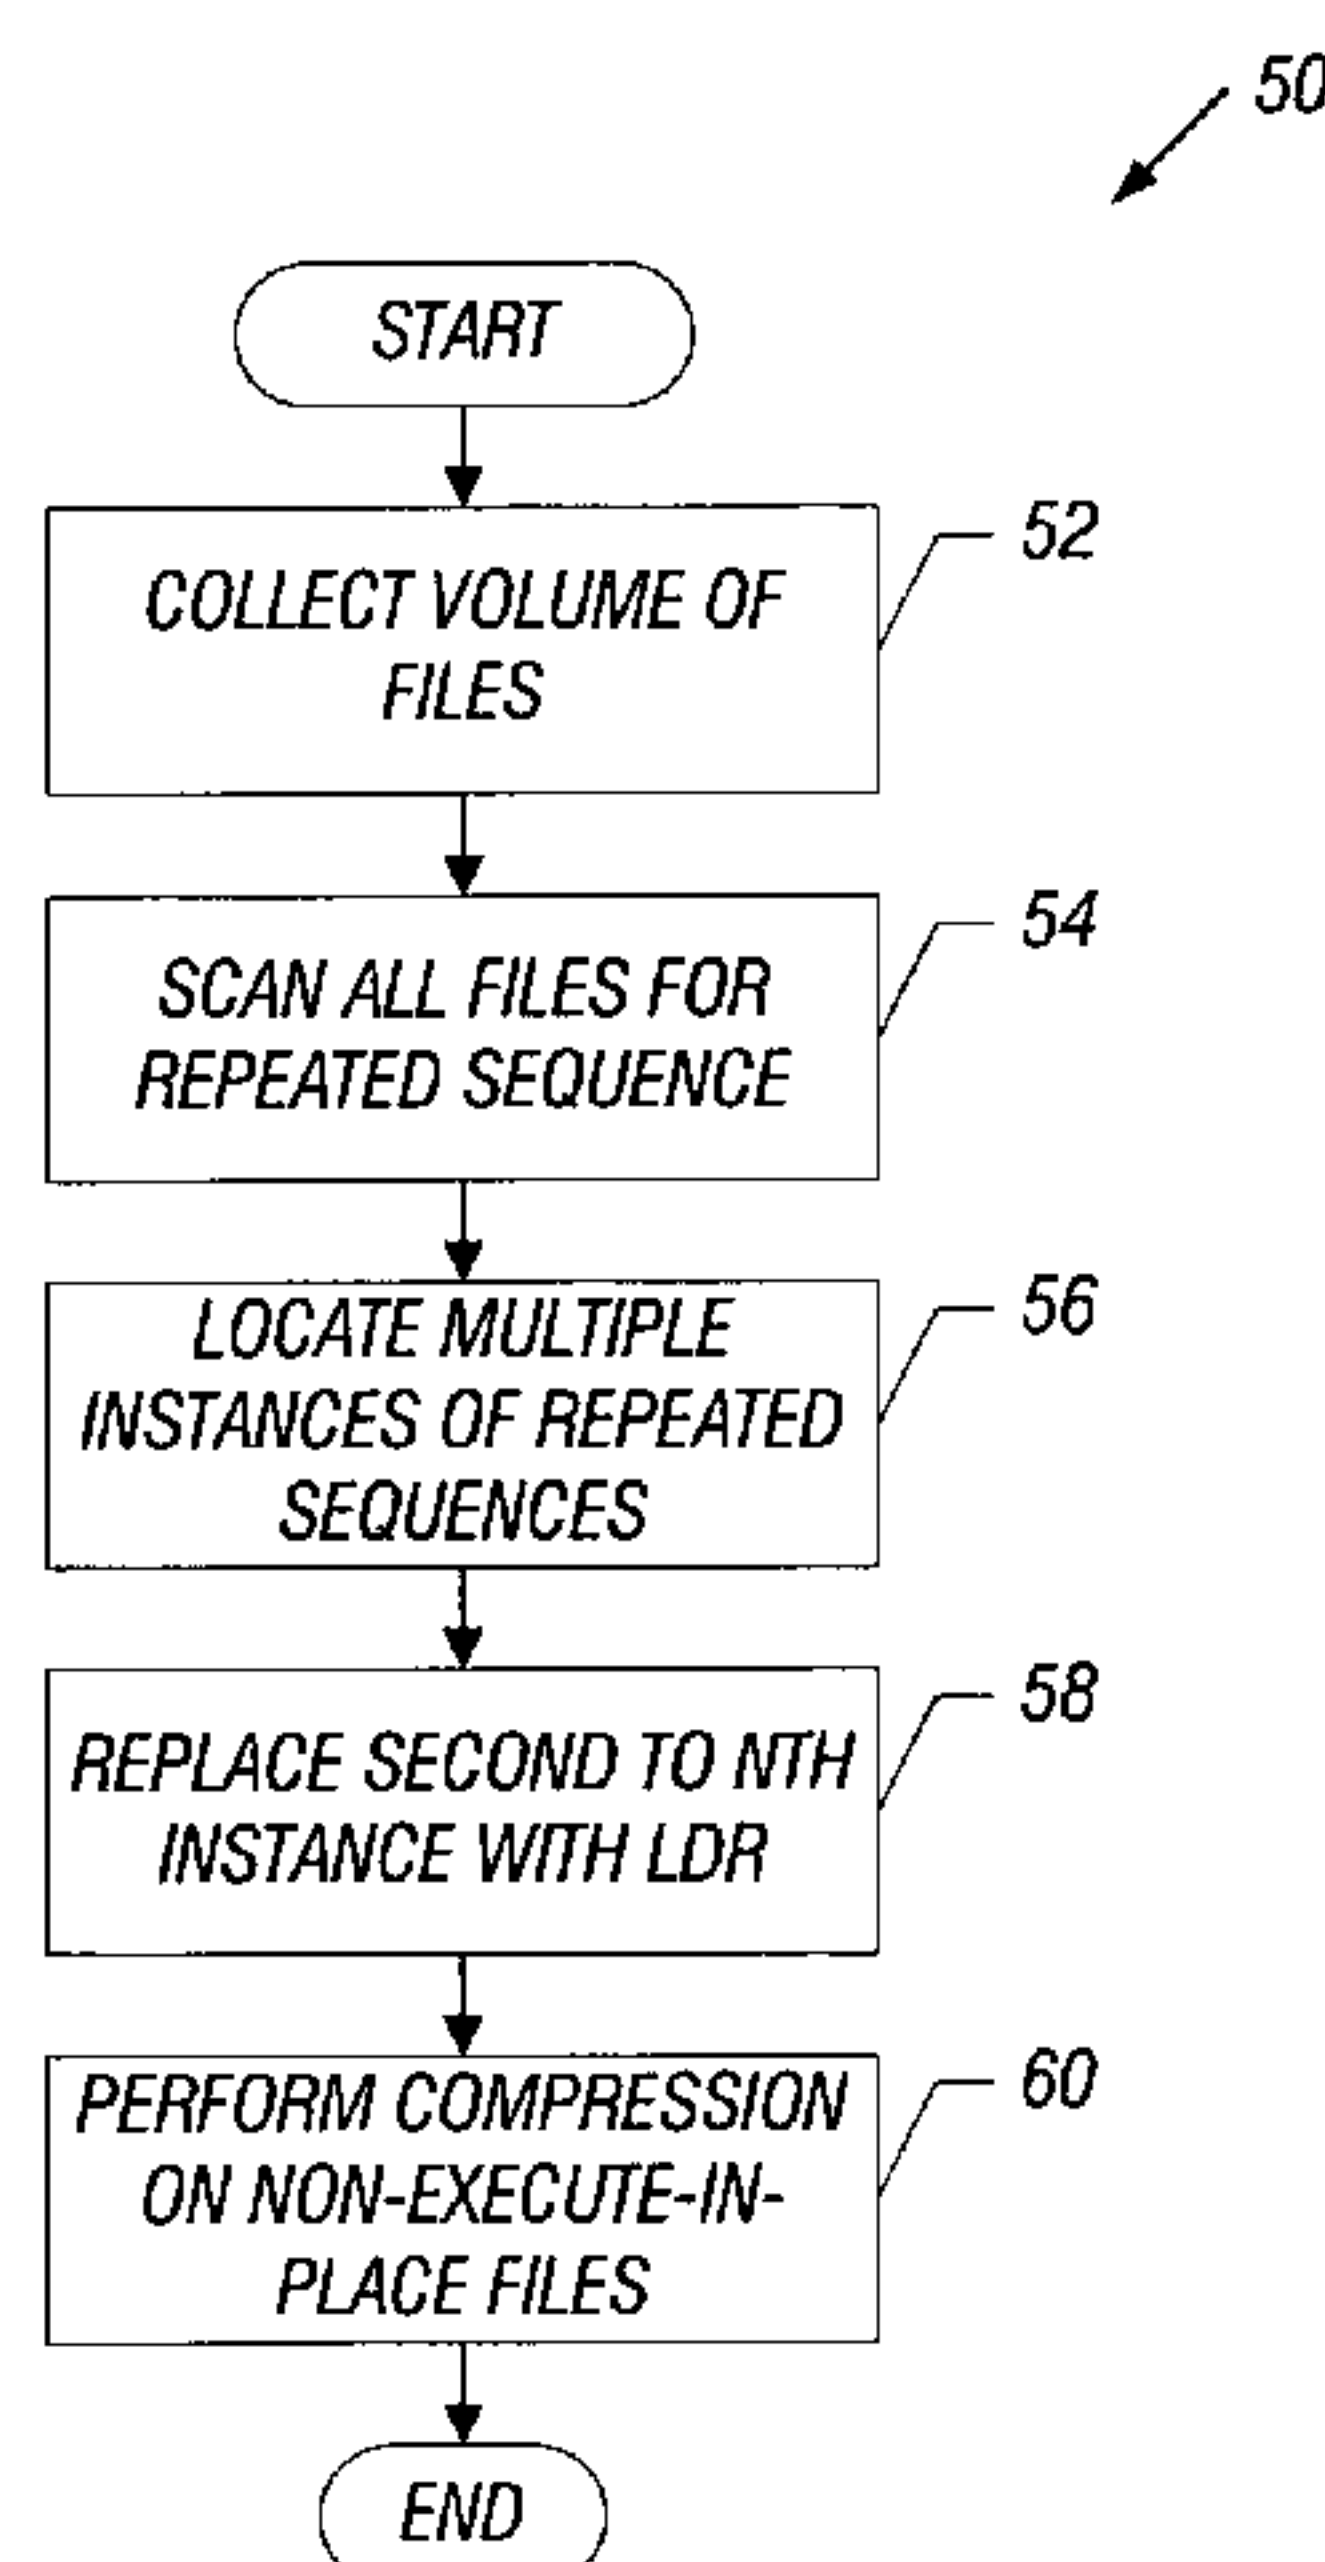 50
START
COLLECT VOLUME OF
FILES
52
SCAN ALL FILES FOR
REPEATED SEQUENCE
54
LOCATE MULTIPLE
INSTANCES OF REPEATED
SEQUENCES
56
REPLACE SECOND TO NTH
INSTANCE WITH LDR
58
PERFORM COMPRESSION
ON NON-EXECUTE-IN-
PLACE FILES
60
END